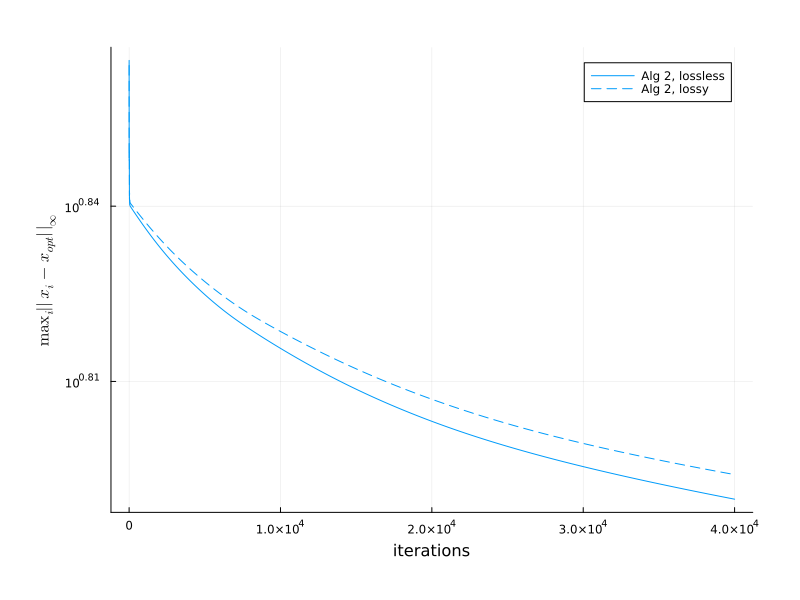 Alg 2, lossless
Alg 2, lossy
10^0.84
10^0.81
max_i|| x_i − x_opt||_∞
0
1.0×10^4
2.0×10^4
3.0×10^4
4.0×10^4
iterations